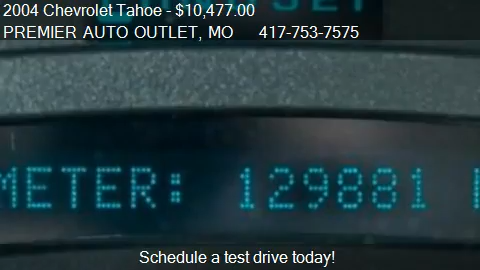 2004 Chevrolet Tahoe - $10,477.00
PREMIER AUTO OUTLET, MO 417-753-7575
METER: 129881
Schedule a test drive today!